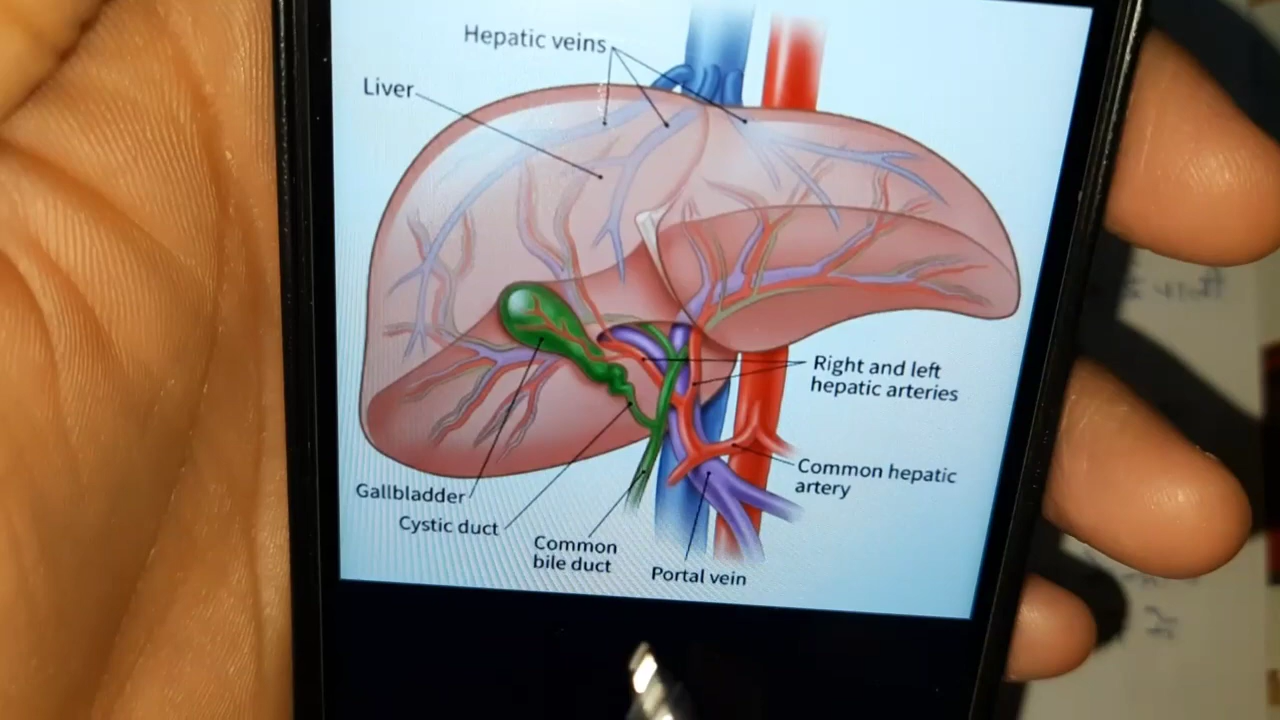 Hepatic veins
Liver
Right and left
hepatic arteries
Common hepatic
artery
Gallbladder
Cystic duct
Common
bile duct
Portal vein